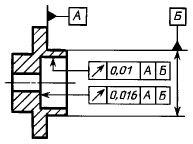 А Б
↗ 0,01 А Б
↗ 0,016 А Б